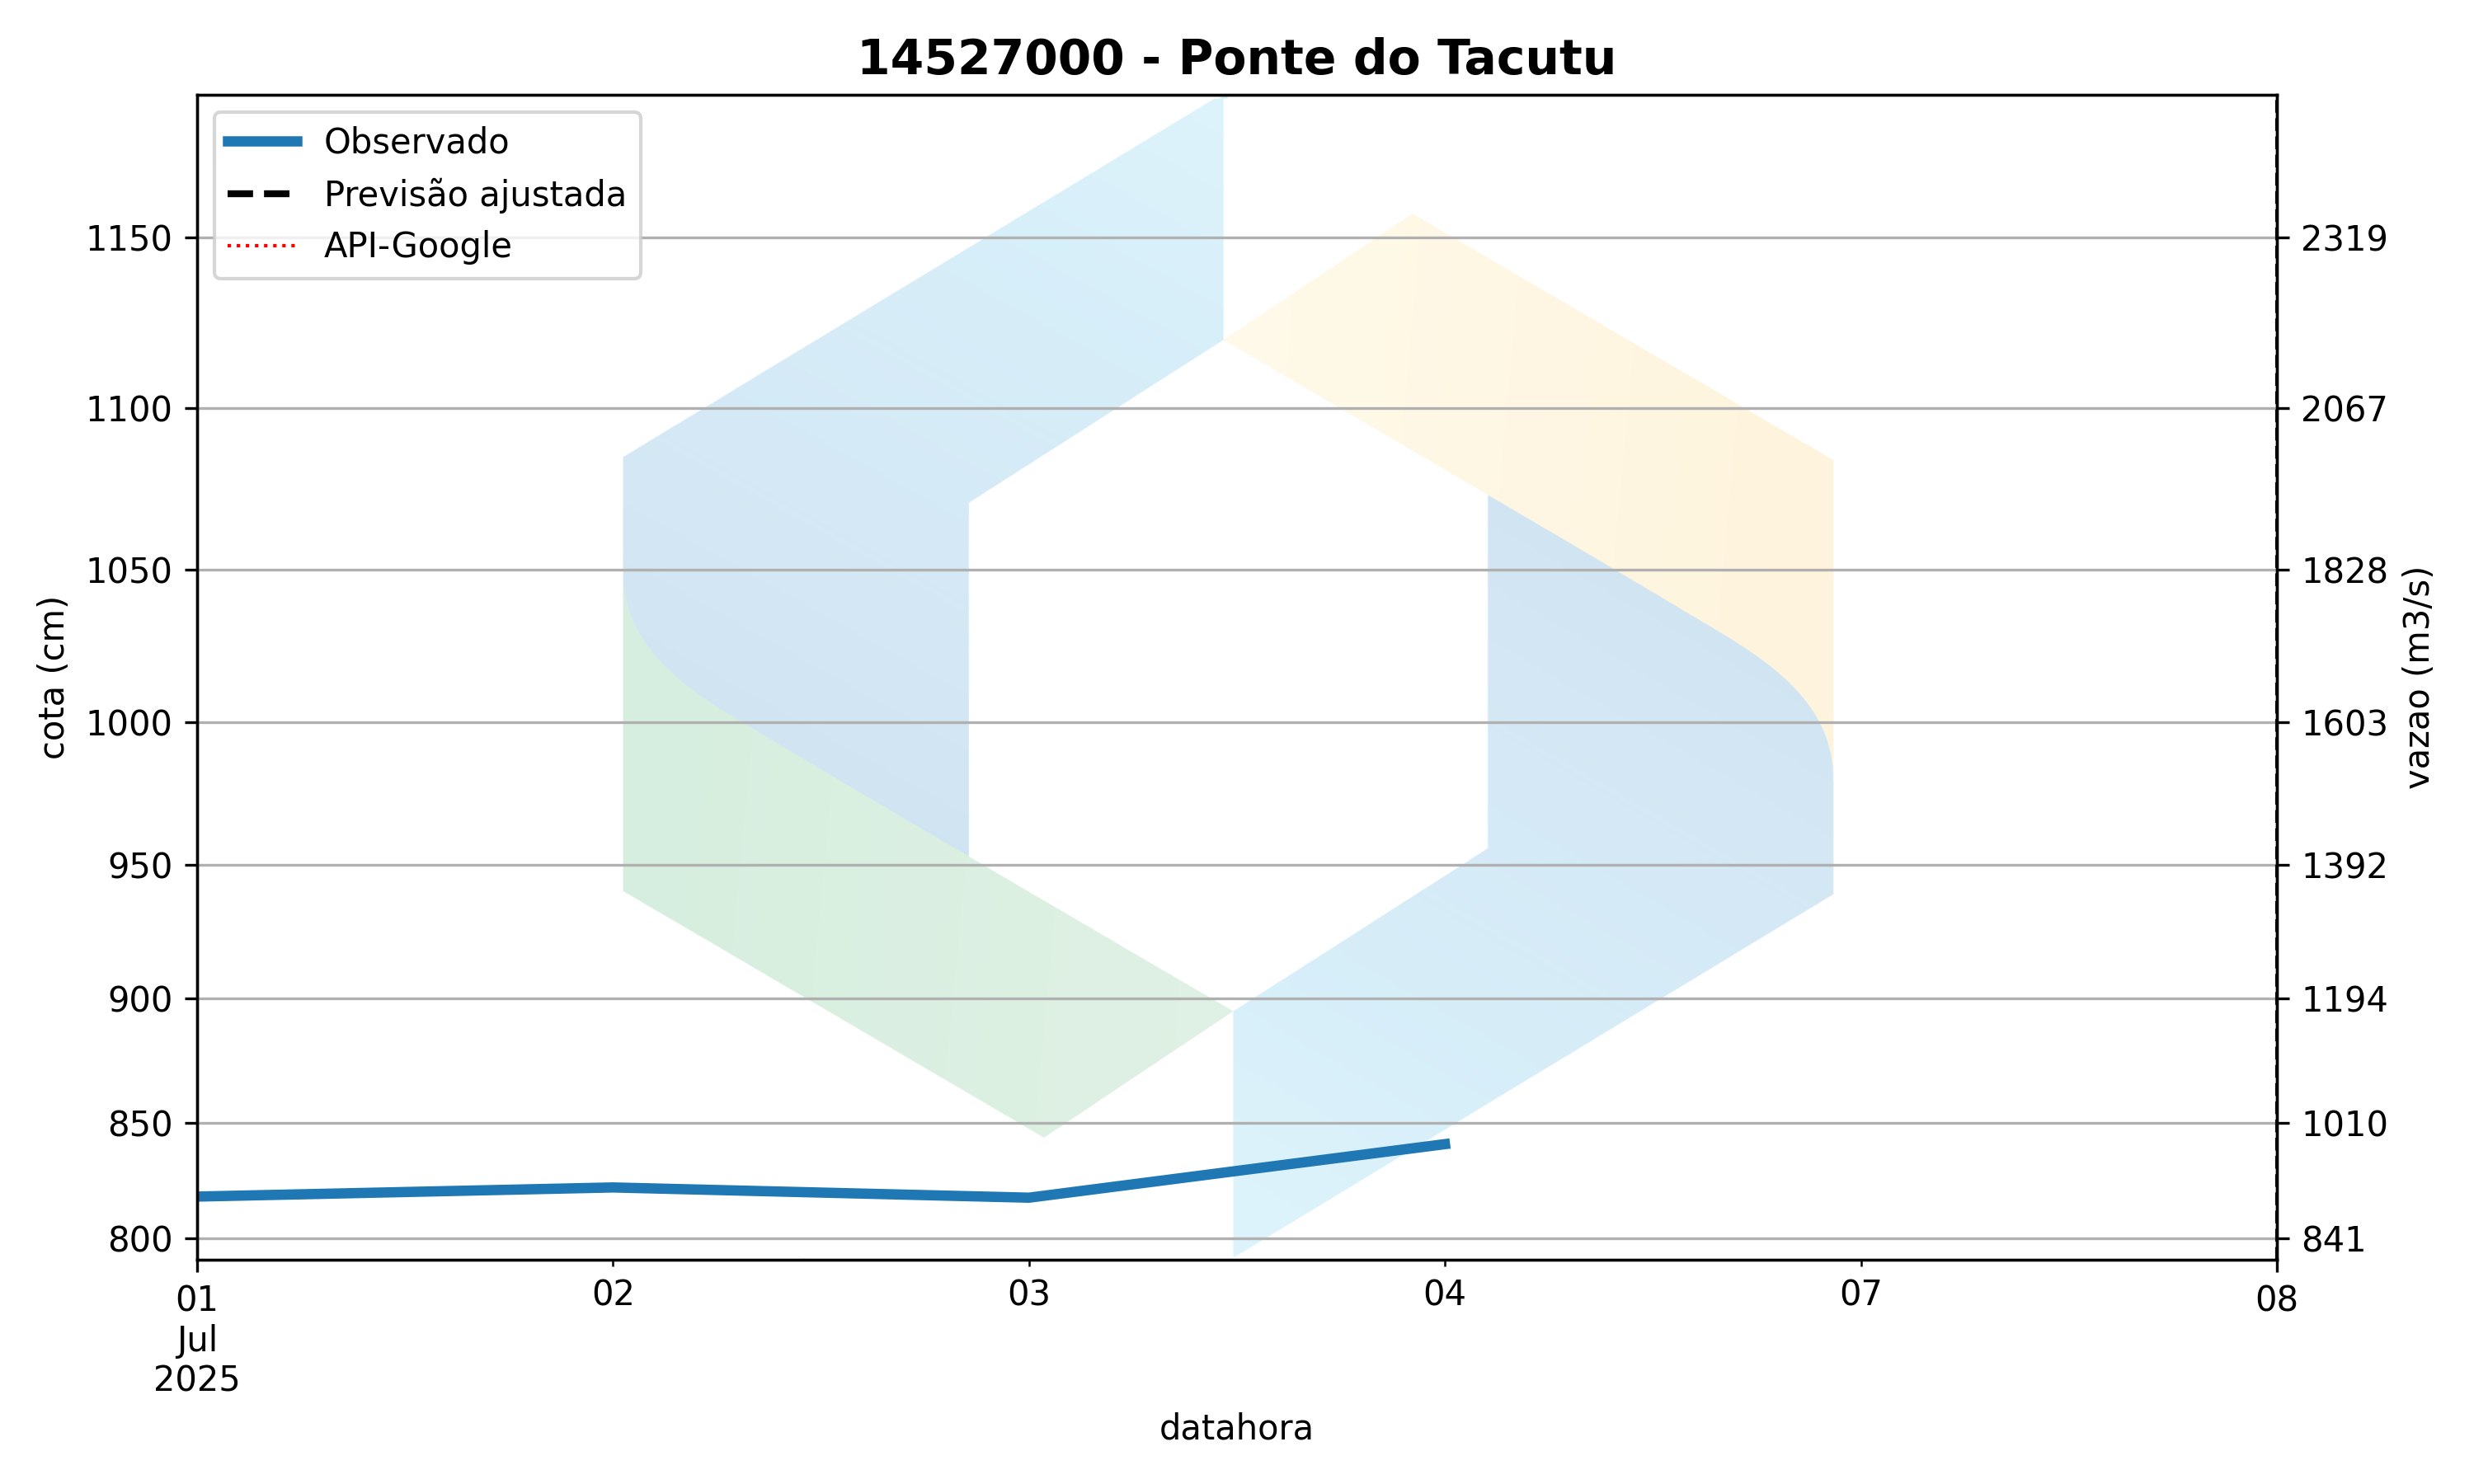 14527000 - Ponte do Tacutu
Observado
Previsão ajustada
API-Google
1150
1100
1050
1000
950
900
850
800
cota (cm)
2319
2067
1828
1603
1392
1194
1010
841
vazao (m3/s)
01 02 03 04 07 08
Jul
2025
datahora